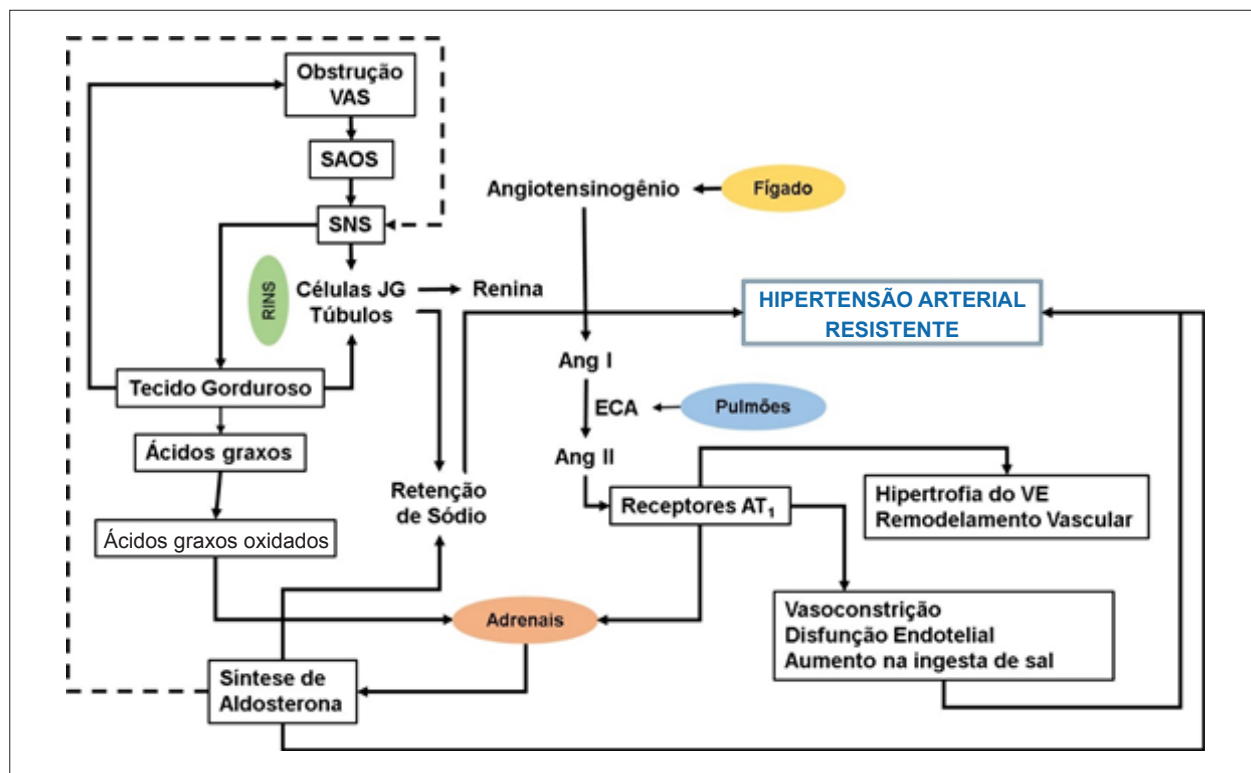 Obstrução
VAS
SAOS
SNS
Angiotensinogênio
Fígado
RINS
Células JG
Túbulos
Renina
HIPERTENSÃO ARTERIAL
RESISTENTE
Ang I
Tecido Gorduroso
ECA
Pulmões
Ácidos graxos
Ang II
Retenção
de Sódio
Receptores AT₁
Hipertrofia do VE
Remodelamento Vascular
Ácidos graxos oxidados
Adrenais
Vasoconstrição
Disfunção Endotelial
Aumento na ingesta de sal
Síntese de
Aldosterona